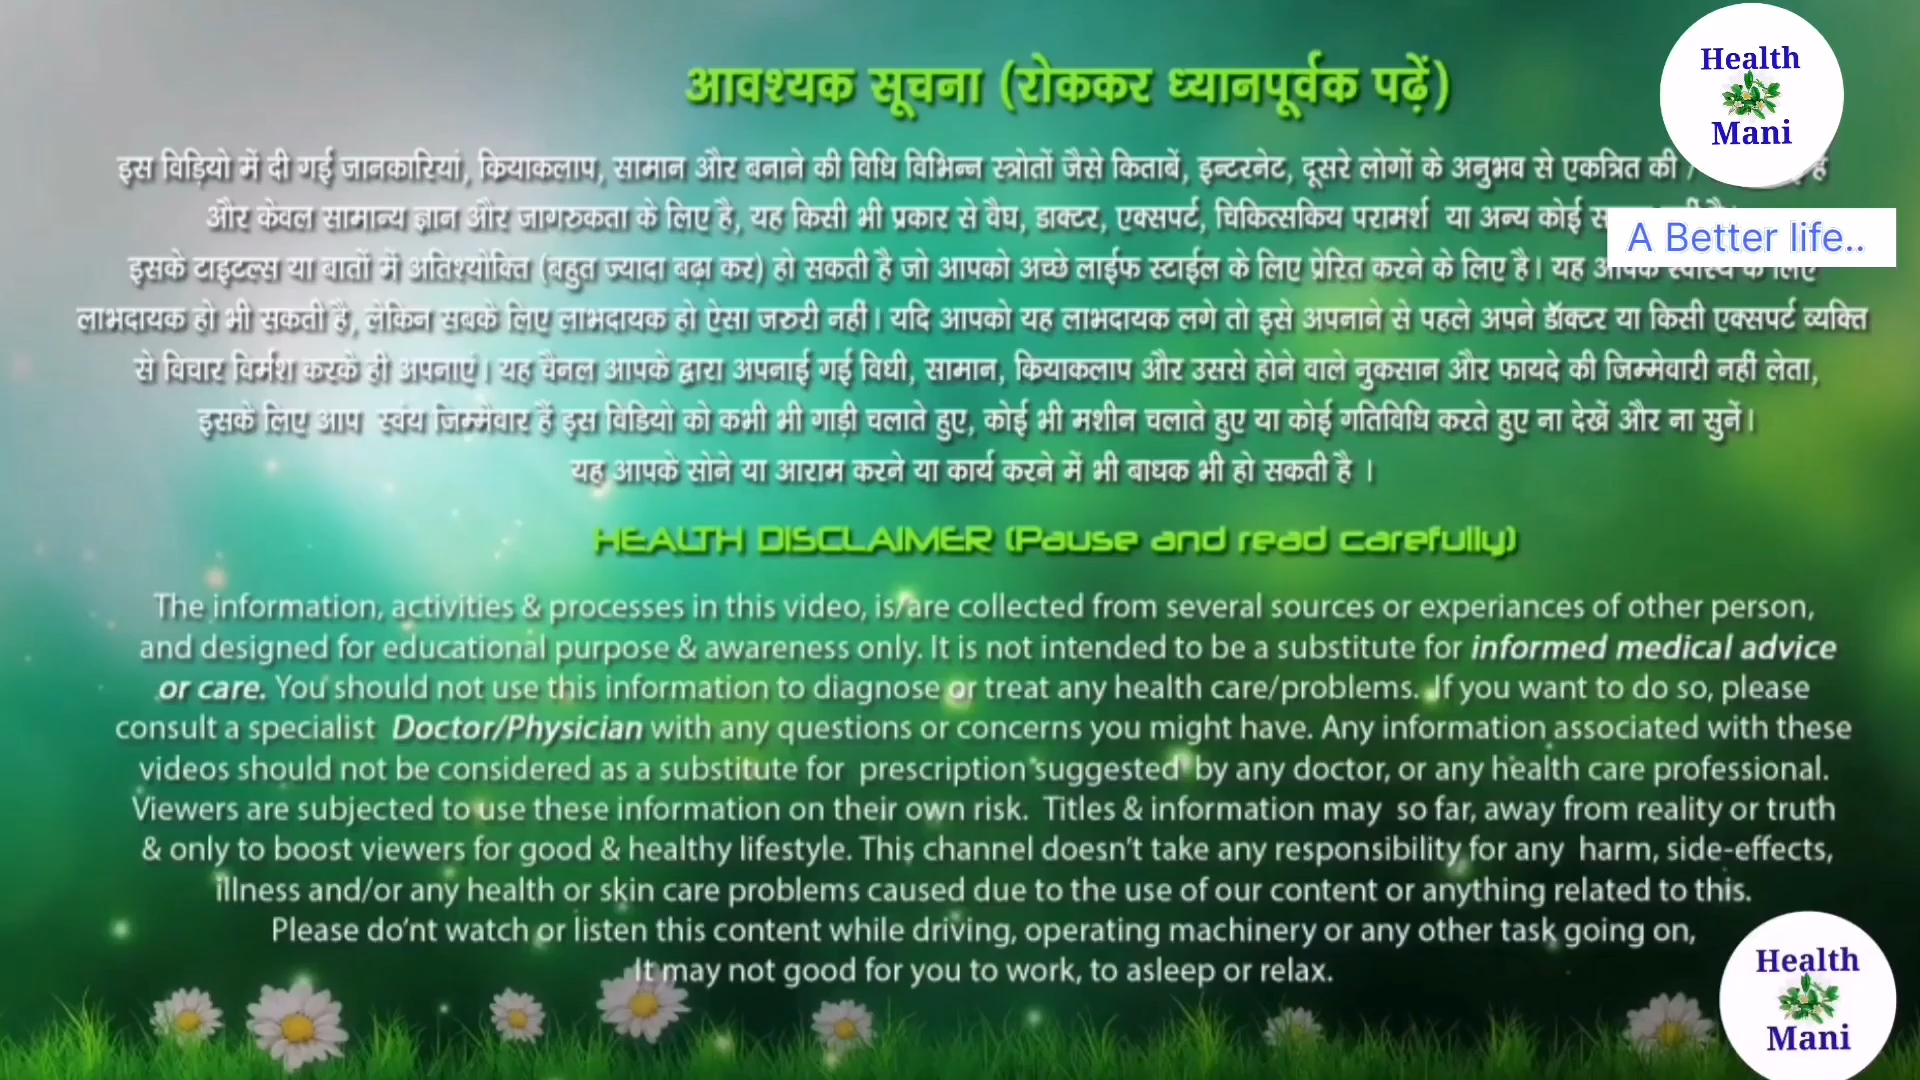 आवश्यक सूचना (रोककर ध्यानपूर्वक पढ़ें)
Health
Mani
इस विडियो में दी गई जानकारियां, कियाकलाप, सामान और बनाने की विधि विभिन्न स्त्रोतों जैसे किताबें, इन्टरनेट, दूसरे लोगों के अनुभव से एकत्रित की
और केवल सामान्य ज्ञान और जागरुकता के लिए है, यह किसी भी प्रकार से वैघ, डाक्टर, एक्सपर्ट, चिकित्सकिय परामर्श या अन्य कोई
A Better life..
इसके टाइटल्स या बातों में अतिश्योक्ति (बहुत ज्यादा बढ़ा कर) हो सकती है जो आपको अच्छे लाईफ स्टाईल के लिए प्रेरित करने के लिए है। यह आपके स्वास्थ के लिए
लाभदायक हो भी सकती है, लेकिन सबके लिए लाभदायक हो ऐसा जरुरी नहीं। यदि आपको यह लाभदायक लगे तो इसे अपनाने से पहले अपने डॅाक्टर या किसी एक्सपर्ट व्यक्ति
से विचार विर्मश करके ही अपनाएं। यह चैनल आपके द्वारा अपनाई गई विधी, सामान, कियाकलाप और उससे होने वाले नुकसान और फायदे की जिम्मेवारी नहीं लेता,
इसके लिए आप स्वंय जिम्मेवार हैं इस विडियो को कभी भी गाड़ी चलाते हुए, कोई भी मशीन चलाते हुए या कोई गतिविधि करते हुए ना देखें और ना सुनें।
यह आपके सोने या आराम करने या कार्य करने में भी बाधक भी हो सकती है ।
HEALTH DISCLAIMER (Pause and read carefully)
The information, activities & processes in this video, is/are collected from several sources or experiances of other person,
and designed for educational purpose & awareness only. It is not intended to be a substitute for informed medical advice
or care. You should not use this information to diagnose or treat any health care/problems. If you want to do so, please
consult a specialist Doctor/Physician with any questions or concerns you might have. Any information associated with these
videos should not be considered as a substitute for prescription suggested by any doctor, or any health care professional.
Viewers are subjected to use these information on their own risk. Titles & information may so far, away from reality or truth
& only to boost viewers for good & healthy lifestyle. This channel doesn't take any responsibility for any harm, side-effects,
illness and/or any health or skin care problems caused due to the use of our content or anything related to this.
Please do'nt watch or listen this content while driving, operating machinery or any other task going on,
It may not good for you to work, to asleep or relax.
Health
Mani